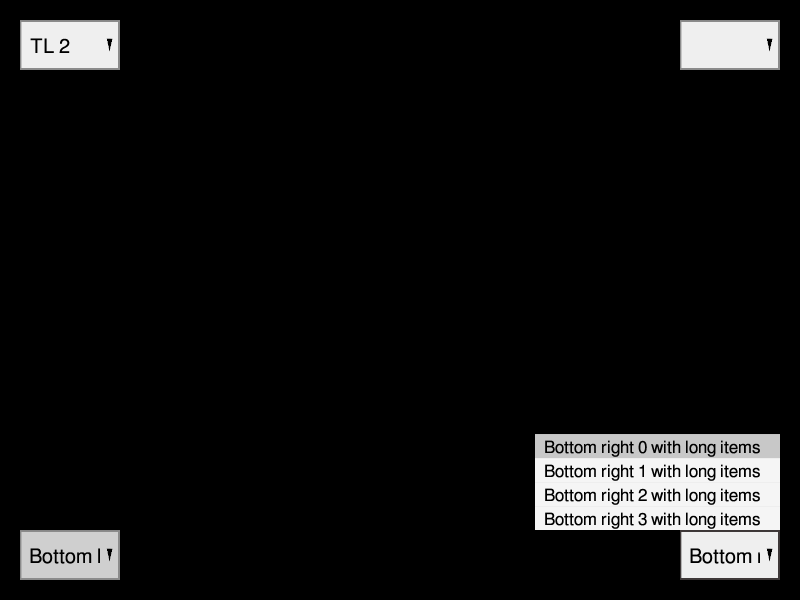 TL 2
Bottom right 0 with long items
Bottom right 1 with long items
Bottom right 2 with long items
Bottom right 3 with long items
Bottom l
Bottom